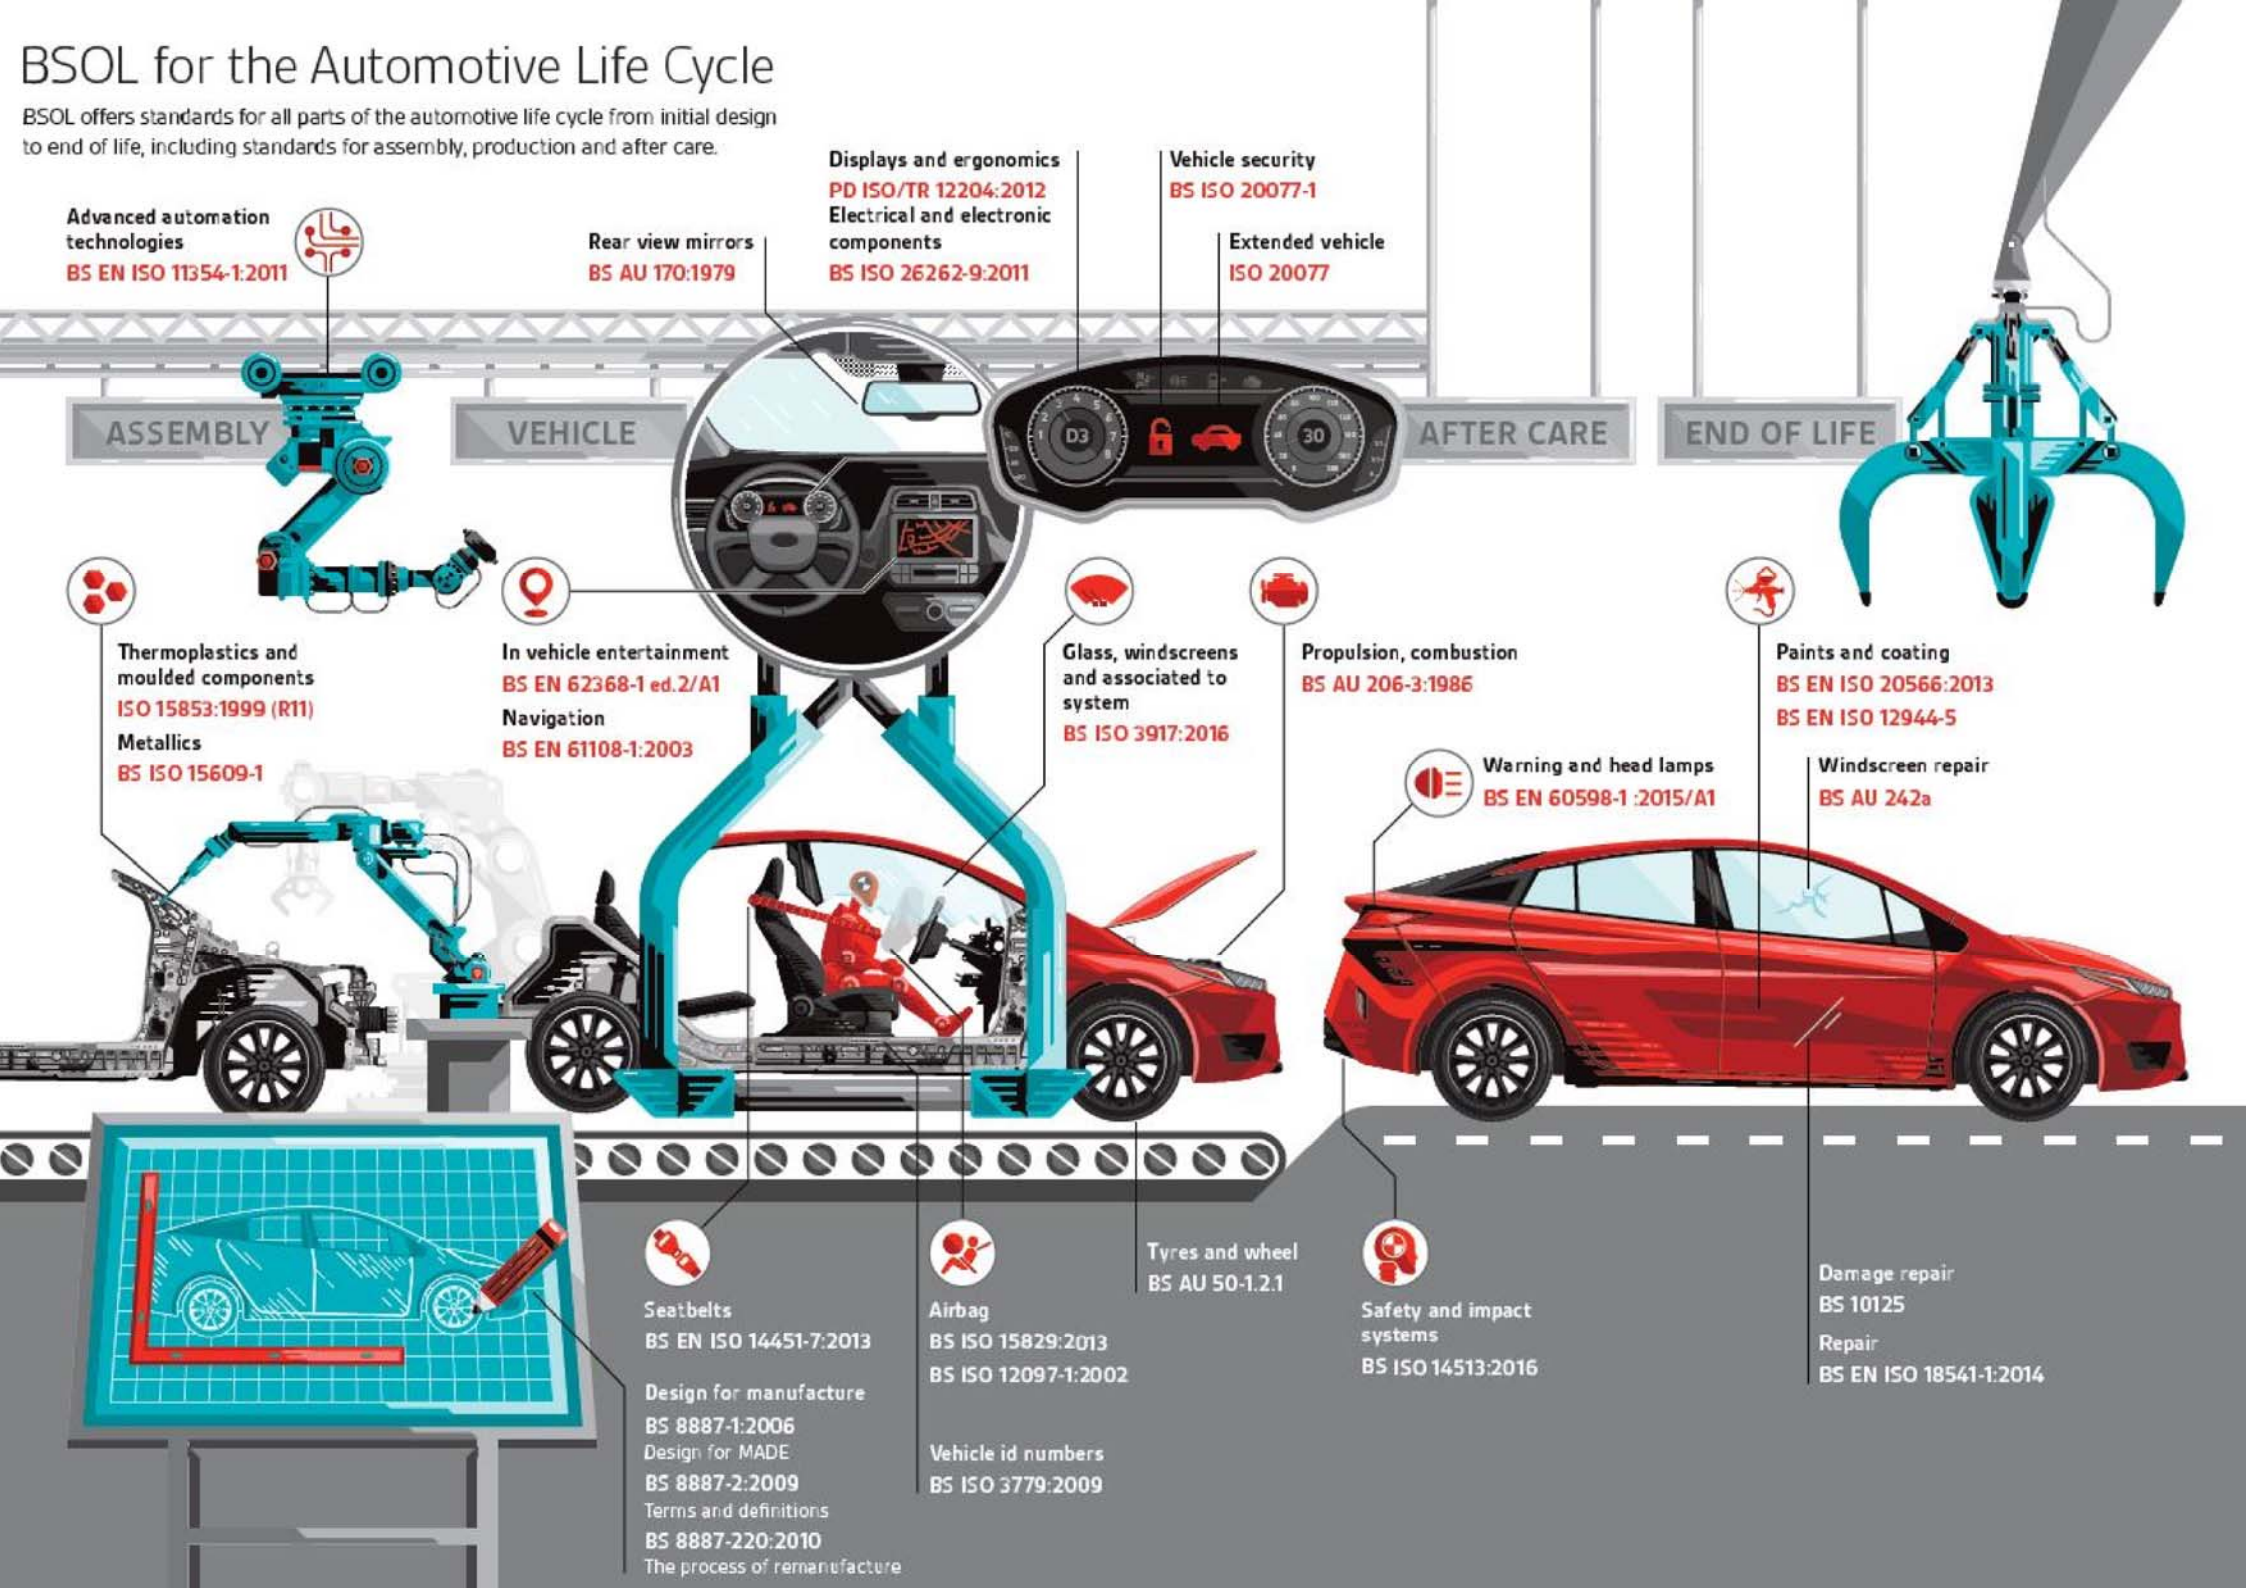 BSOL for the Automotive Life Cycle
BSOL offers standards for all parts of the automotive life cycle from initial design
to end of life, including standards for assembly, production and after care.
Advanced automation
technologies
BS EN ISO 11354-1:2011
Rear view mirrors
BS AU 170:1979
Displays and ergonomics
PD ISO/TR 12204:2012
Electrical and electronic
components
BS ISO 26262-9:2011
Vehicle security
BS ISO 20077-1
Extended vehicle
ISO 20077
ASSEMBLY
VEHICLE
AFTER CARE
END OF LIFE
D3
30
Thermoplastics and
moulded components
ISO 15853:1999 (R11)
Metallics
BS ISO 15609-1
In vehicle entertainment
BS EN 62368-1 ed.2/A1
Navigation
BS EN 61108-1:2003
Glass, windscreens
and associated to
system
BS ISO 3917:2016
Propulsion, combustion
BS AU 206-3:1986
Paints and coating
BS EN ISO 20566:2013
BS EN ISO 12944-5
Warning and head lamps
BS EN 60598-1 :2015/A1
Windscreen repair
BS AU 242a
Seatbelts
BS EN ISO 14451-7:2013
Design for manufacture
BS 8887-1:2006
Design for MADE
BS 8887-2:2009
Terms and definitions
BS 8887-220:2010
The process of remanufacture
Airbag
BS ISO 15829:2013
BS ISO 12097-1:2002
Vehicle id numbers
BS ISO 3779:2009
Tyres and wheel
BS AU 50-1.2.1
Safety and impact
systems
BS ISO 14513:2016
Damage repair
BS 10125
Repair
BS EN ISO 18541-1:2014